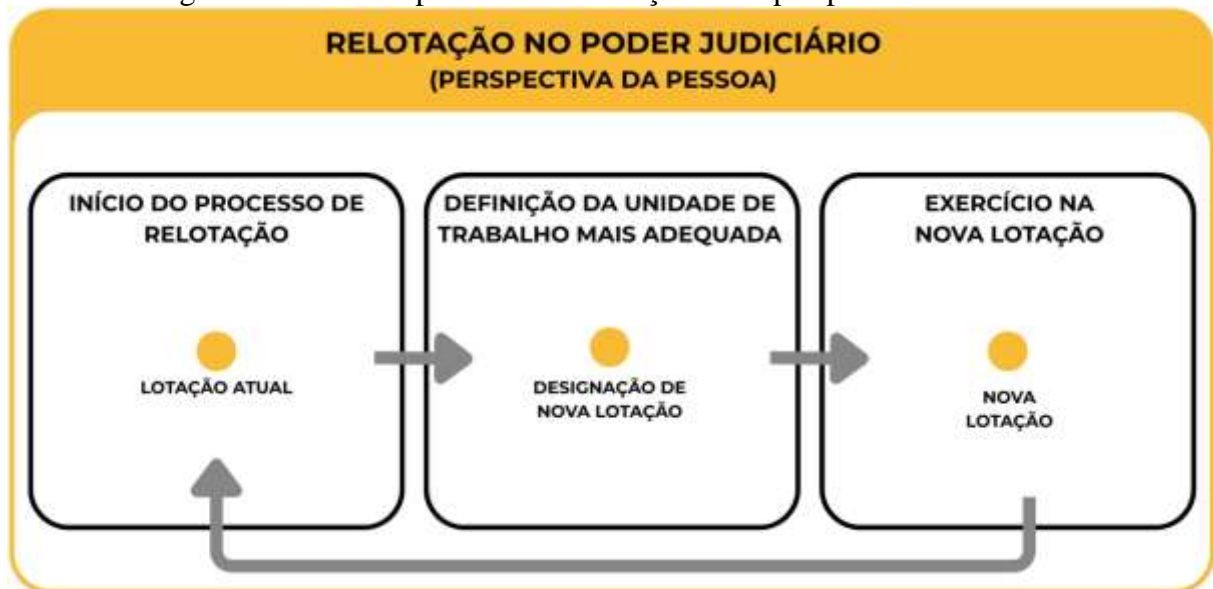 RELOTAÇÃO NO PODER JUDICIÁRIO
(PERSPECTIVA DA PESSOA)
INÍCIO DO PROCESSO DE
RELOTAÇÃO
LOTAÇÃO ATUAL
DEFINIÇÃO DA UNIDADE DE
TRABALHO MAIS ADEQUADA
DESIGNAÇÃO DE
NOVA LOTAÇÃO
EXERCÍCIO NA
NOVA LOTAÇÃO
NOVA
LOTAÇÃO